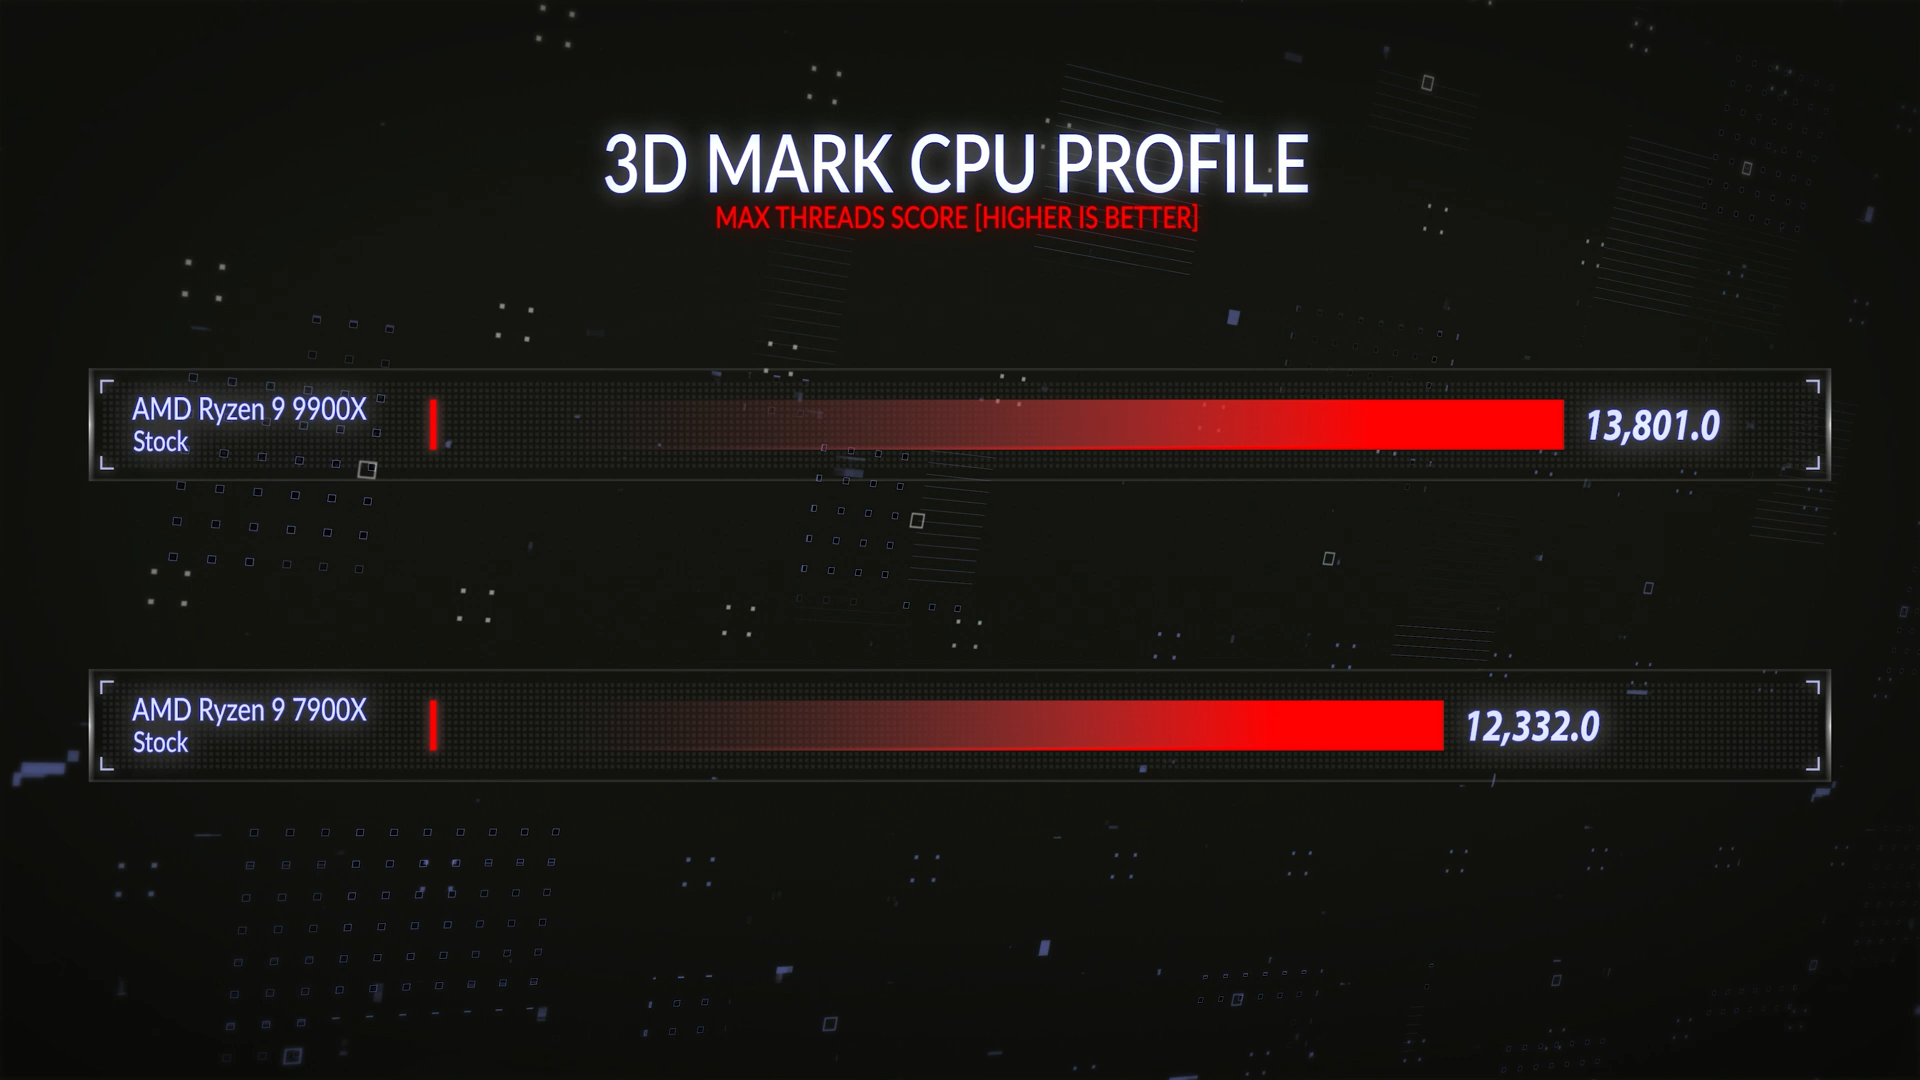 3D MARK CPU PROFILE
MAX THREADS SCORE [HIGHER IS BETTER]
AMD Ryzen 9 9900X
Stock
13,801.0
AMD Ryzen 9 7900X
Stock
12,332.0